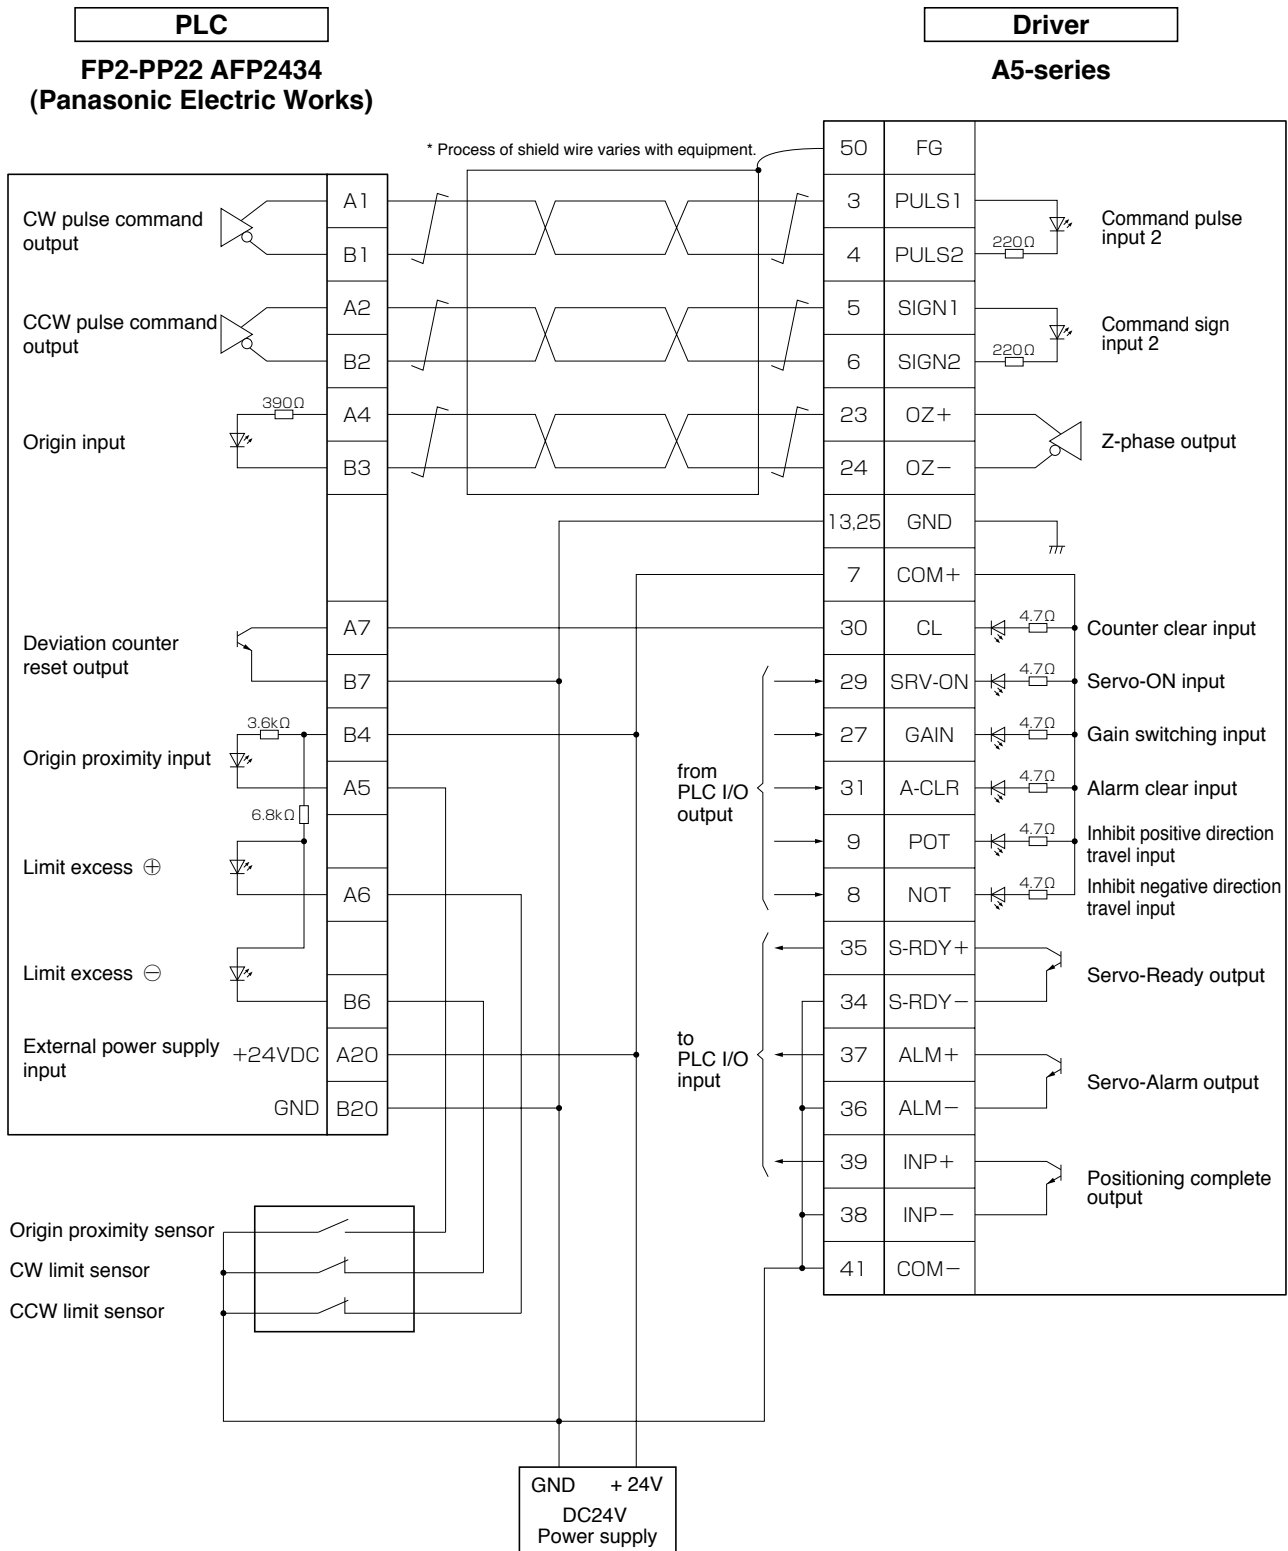 PLC
Driver
FP2-PP22 AFP2434
(Panasonic Electric Works)
A5-series
* Process of shield wire varies with equipment.
50 FG
CW pulse command
output
A1
B1
3 PULS1
4 PULS2
220Ω
Command pulse
input 2
CCW pulse command
output
A2
B2
5 SIGN1
6 SIGN2
220Ω
Command sign
input 2
Origin input
390Ω
A4
B3
23 OZ+
24 OZ−
Z-phase output
13,25 GND
7 COM+
Deviation counter
reset output
A7
B7
30 CL 4.7Ω Counter clear input
29 SRV-ON 4.7Ω Servo-ON input
Origin proximity input
3.6kΩ
B4
A5
6.8kΩ
from
PLC I/O
output
27 GAIN 4.7Ω Gain switching input
31 A-CLR 4.7Ω Alarm clear input
9 POT 4.7Ω Inhibit positive direction
travel input
8 NOT 4.7Ω Inhibit negative direction
travel input
Limit excess ⊕
A6
Limit excess ⊖
B6
35 S-RDY+
34 S-RDY−
Servo-Ready output
External power supply
input
+24VDC A20
GND B20
to
PLC I/O
input
37 ALM+
36 ALM−
Servo-Alarm output
39 INP+
38 INP−
Positioning complete
output
41 COM−
Origin proximity sensor
CW limit sensor
CCW limit sensor
GND + 24V
DC24V
Power supply